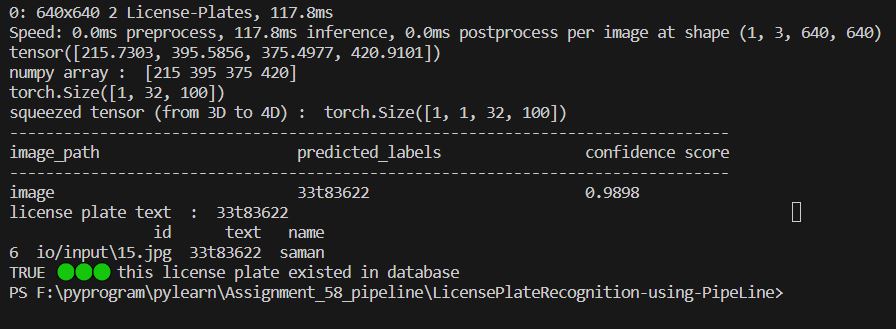 0: 640x640 2 License-Plates, 117.8ms
Speed: 0.0ms preprocess, 117.8ms inference, 0.0ms postprocess per image at shape (1, 3, 640, 640)
tensor([215.7303, 395.5856, 375.4977, 420.9101])
numpy array :  [215 395 375 420]
torch.Size([1, 32, 100])
squeezed tensor (from 3D to 4D) :  torch.Size([1, 1, 32, 100])
--------------------------------------------------------------------------------
image_path                      predicted_labels                confidence score
--------------------------------------------------------------------------------
image                           33t83622                        0.9898
license plate text  :  33t83622
                id      text   name
6  io/input\15.jpg  33t83622  saman
TRUE 🟢🟢🟢 this license plate existed in database
PS F:\pyprogram\pylearn\Assignment_58_pipeline\LicensePlateRecognition-using-PipeLine>